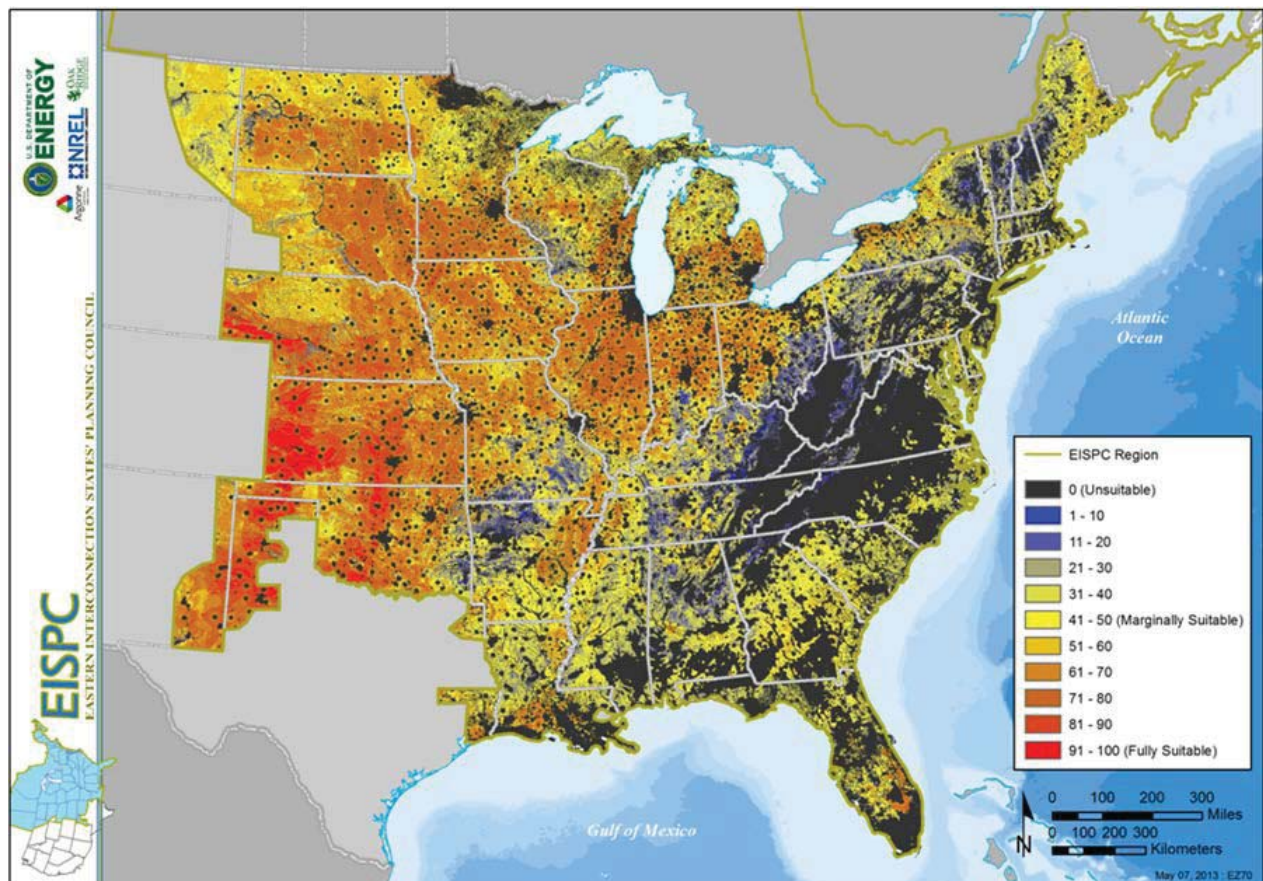 U.S. DEPARTMENT OF
ENERGY
OAK
RIDGE
Argonne
NREL
EISPC
EASTERN INTERCONNECTION STATES' PLANNING COUNCIL
Atlantic
Ocean
Gulf of Mexico
EISPC Region
0 (Unsuitable)
1 - 10
11 - 20
21 - 30
31 - 40
41 - 50 (Marginally Suitable)
51 - 60
61 - 70
71 - 80
81 - 90
91 - 100 (Fully Suitable)
0 100 200 300
Miles
0 100 200 300
Kilometers
N
May 07, 2013 : EZ70